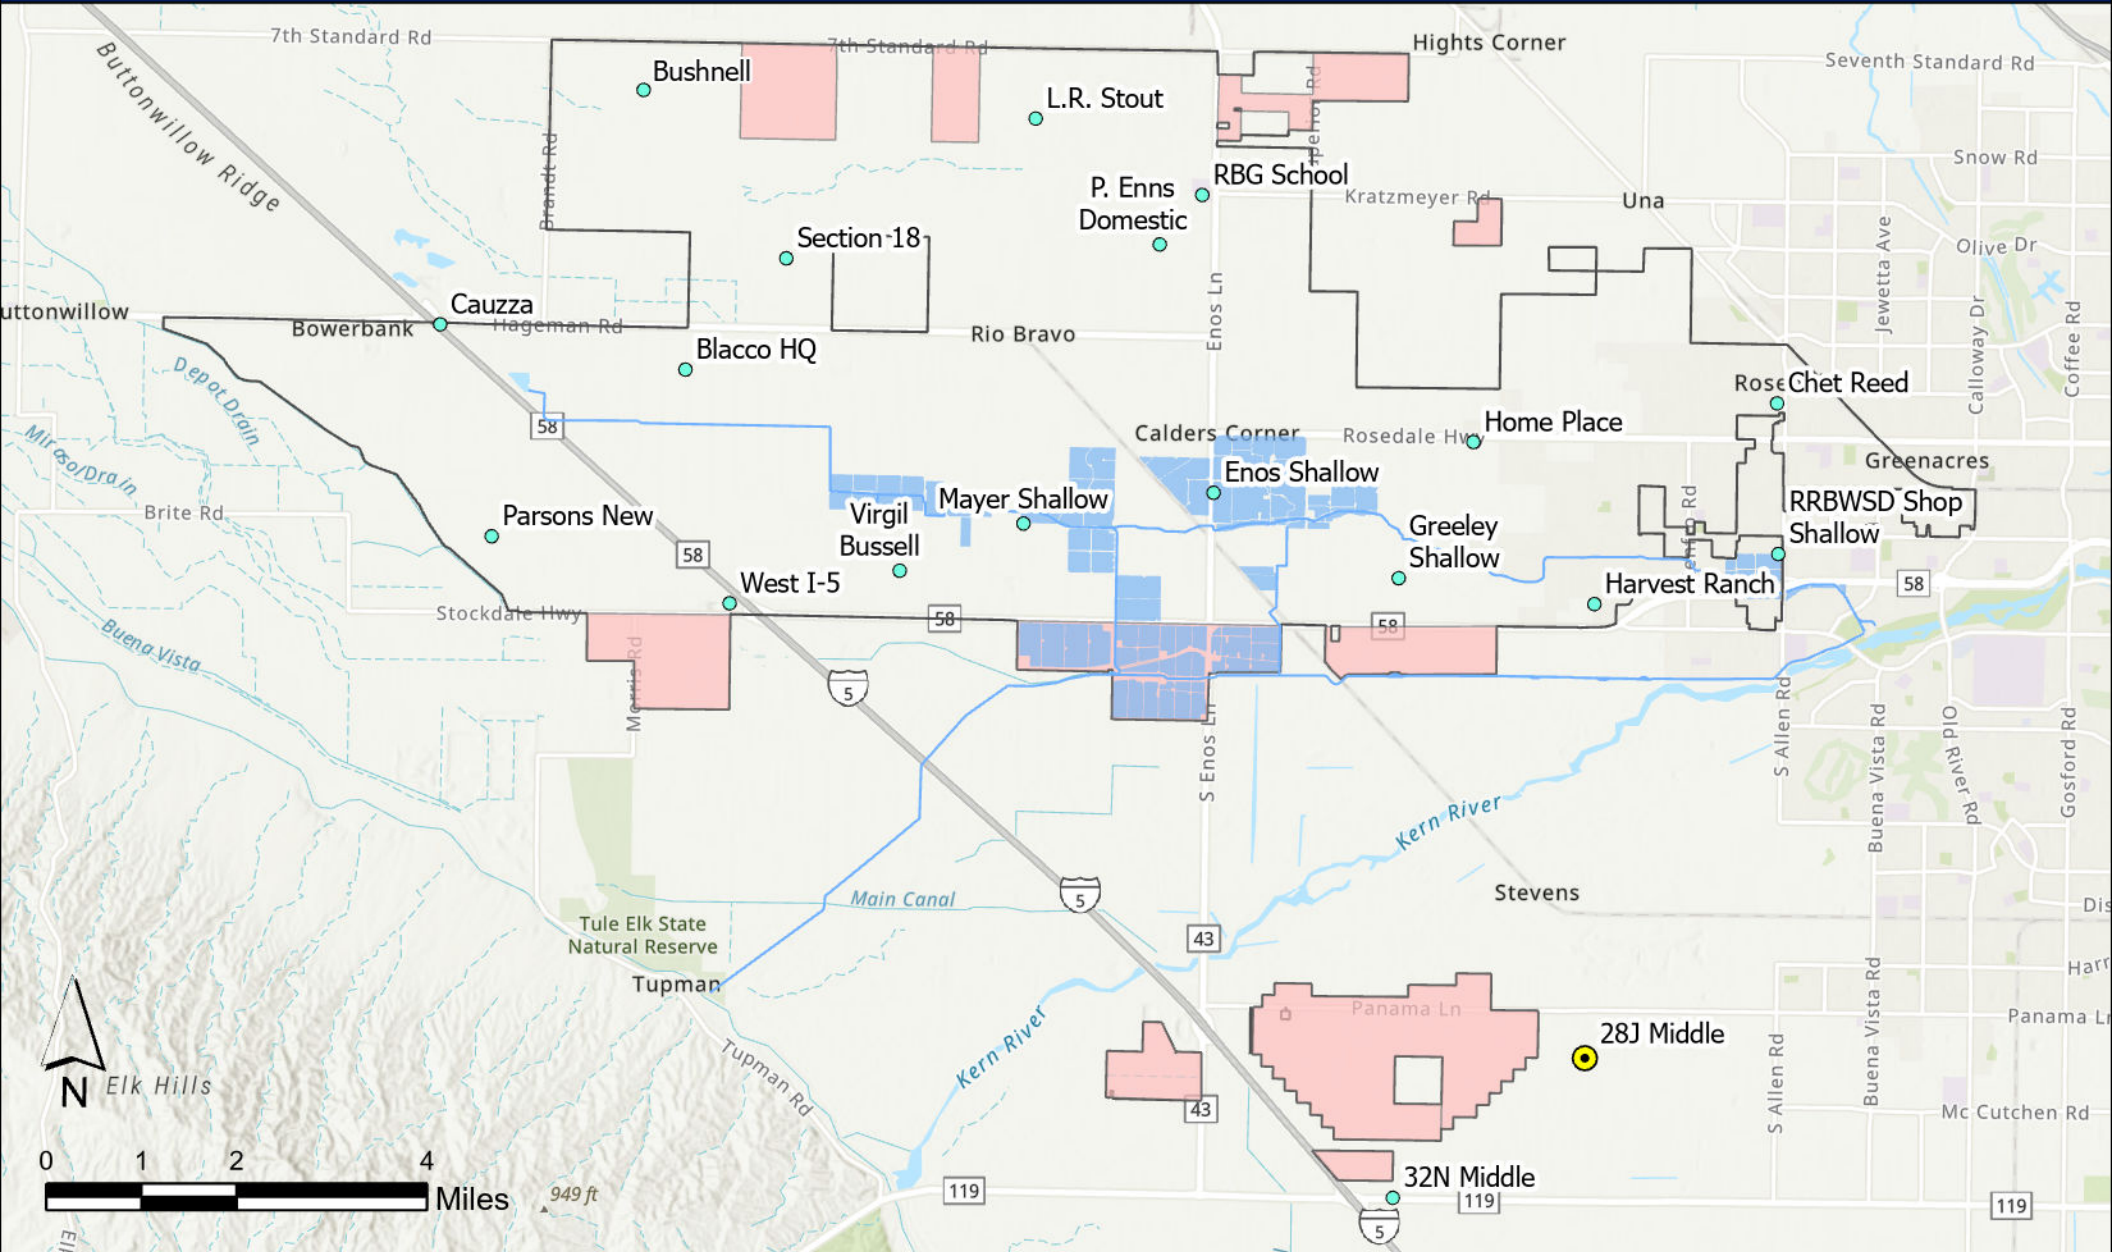 7th Standard Rd
7th Standard Rd
Hights Corner
Seventh Standard Rd
Buttonwillow Ridge
Bushnell
L.R. Stout
Snow Rd
Brandt Rd
RBG School
P. Enns
Domestic
Kratzmeyer Rd
Una
Jewetta Ave
Olive Dr
Section 18
Cauzza
uttonwillow
Bowerbank
Hageman Rd
Rio Bravo
Enos Ln
Calloway Dr
Coffee Rd
Blacco HQ
Depot Drain
Rose
Chet Reed
58
Calders Corner
Rosedale Hwy
Home Place
Greenacres
Enos Shallow
Brite Rd
Parsons New
Mayer Shallow
Virgil
Bussell
Greeley
Shallow
RRBWSD Shop
Shallow
58
West I-5
Harvest Ranch
58
Stockdale Hwy
58
58
Buena Vista
Morris Rd
5
S Enos Ln
S Allen Rd
Buena Vista Rd
Old River Rd
Gosford Rd
Kern River
Main Canal
5
Stevens
Dis
Tule Elk State
Natural Reserve
43
Tupman
Harr
Panama Ln
Panama Ln
Kern River
28J Middle
Tupman Rd
N
Elk Hills
43
S Allen Rd
Buena Vista Rd
Mc Cutchen Rd
0 1 2 4
Miles
949 ft
119
32N Middle
119
119
5